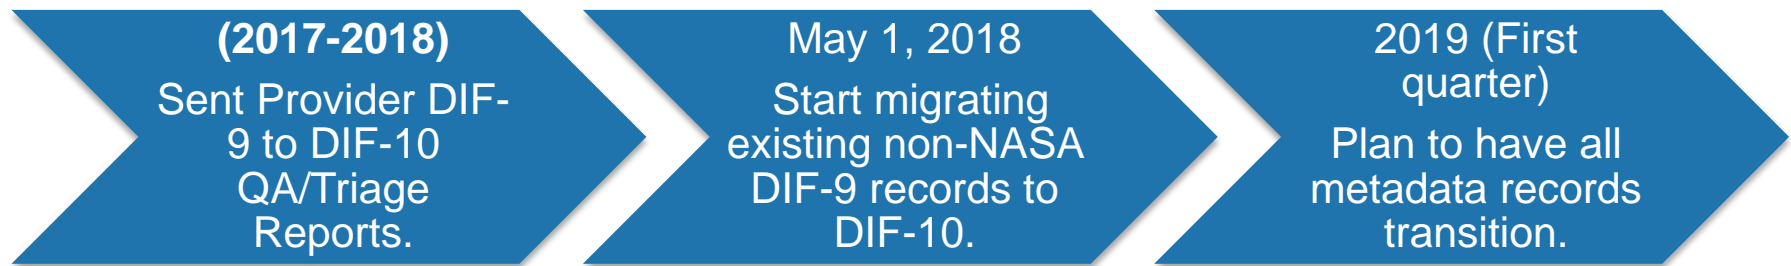 (2017-2018)
Sent Provider DIF-
9 to DIF-10
QA/Triage
Reports.
May 1, 2018
Start migrating
existing non-NASA
DIF-9 records to
DIF-10.
2019 (First
quarter)
Plan to have all
metadata records
transition.